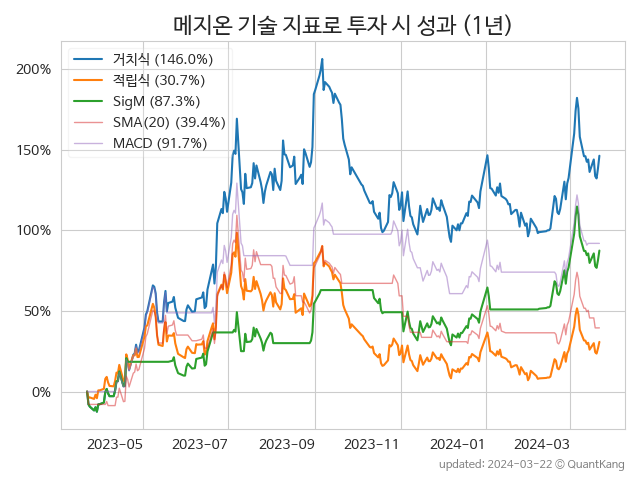 메지온 기술 지표로 투자 시 성과 (1년)
거치식 (146.0%)
적립식 (30.7%)
SigM (87.3%)
SMA(20) (39.4%)
MACD (91.7%)
200%
150%
100%
50%
0%
2023-05 2023-07 2023-09 2023-11 2024-01 2024-03
updated: 2024-03-22 © QuantKang